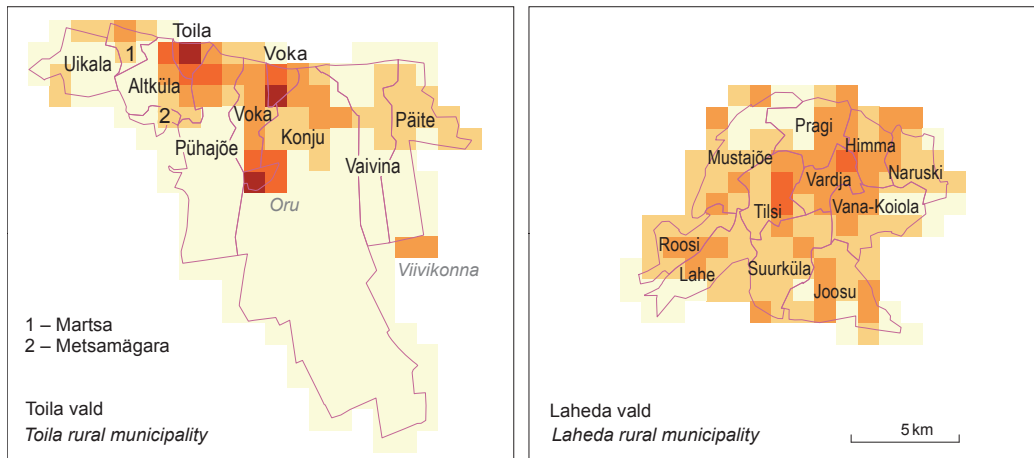 Toila
Voka
Uikala
1
Altküla
2
Voka
Päite
Konju
Pühajõe
Vaivina
Oru
Viivikonna
1 – Martsa
2 – Metsamägara
Toila vald
Toila rural municipality
Pragi
Himma
Mustajõe
Naruski
Vardja
Vana-Koiola
Tilsi
Roosi
Lahe
Suurküla
Joosu
Laheda vald
Laheda rural municipality
5 km